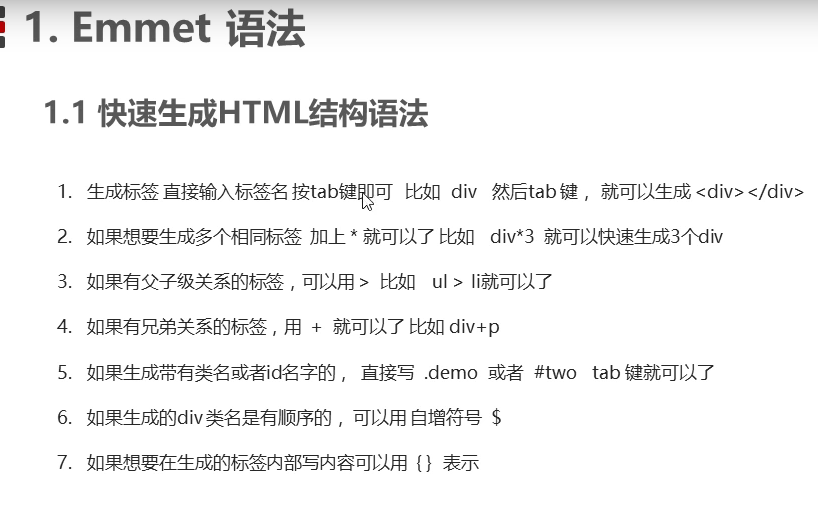 1. Emmet 语法
1.1 快速生成HTML结构语法
1. 生成标签 直接输入标签名 按tab键即可 比如 div 然后tab 键， 就可以生成 <div></div>
2. 如果想要生成多个相同标签 加上 * 就可以了 比如 div*3 就可以快速生成3个div
3. 如果有父子级关系的标签，可以用 > 比如 ul > li就可以了
4. 如果有兄弟关系的标签，用 + 就可以了 比如 div+p
5. 如果生成带有类名或者id名字的， 直接写 .demo 或者 #two tab 键就可以了
6. 如果生成的div 类名是有顺序的， 可以用 自增符号 $
7. 如果想要在生成的标签内部写内容可以用 { } 表示